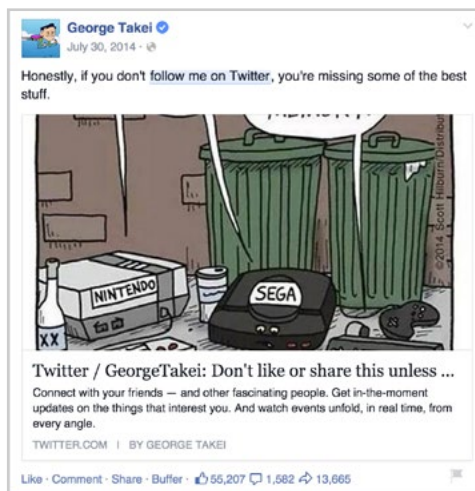 George Takei
July 30, 2014
Honestly, if you don't follow me on Twitter, you're missing some of the best
stuff.
©2014 Scott Hilburn/Distribut
NINTENDO
SEGA
XX
Twitter / GeorgeTakei: Don't like or share this unless ...
Connect with your friends — and other fascinating people. Get in-the-moment
updates on the things that interest you. And watch events unfold, in real time, from
every angle.
TWITTER.COM | BY GEORGE TAKEI
Like · Comment · Share · Buffer · 55,207 1,582 13,665